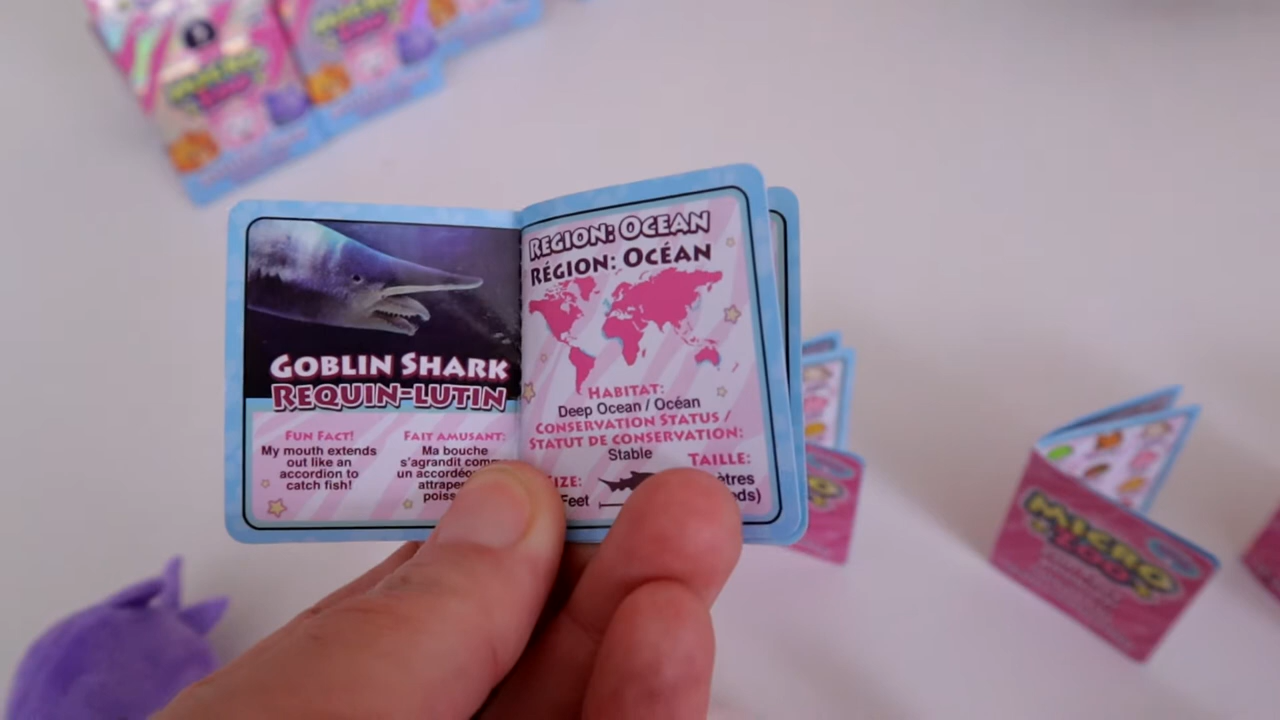 GOBLIN SHARK
REQUIN-LUTIN
FUN FACT!
My mouth extends
out like an
accordion to
catch fish!
FAIT AMUSANT:
Ma bouche
s'agrandit
un
REGION: OCEAN
RÉGION: OCÉAN
HABITAT:
Deep Ocean / Océan
CONSERVATION STATUS /
STATUT DE CONSERVATION:
Stable
TAILLE:
Feet
MICRO
ZOO